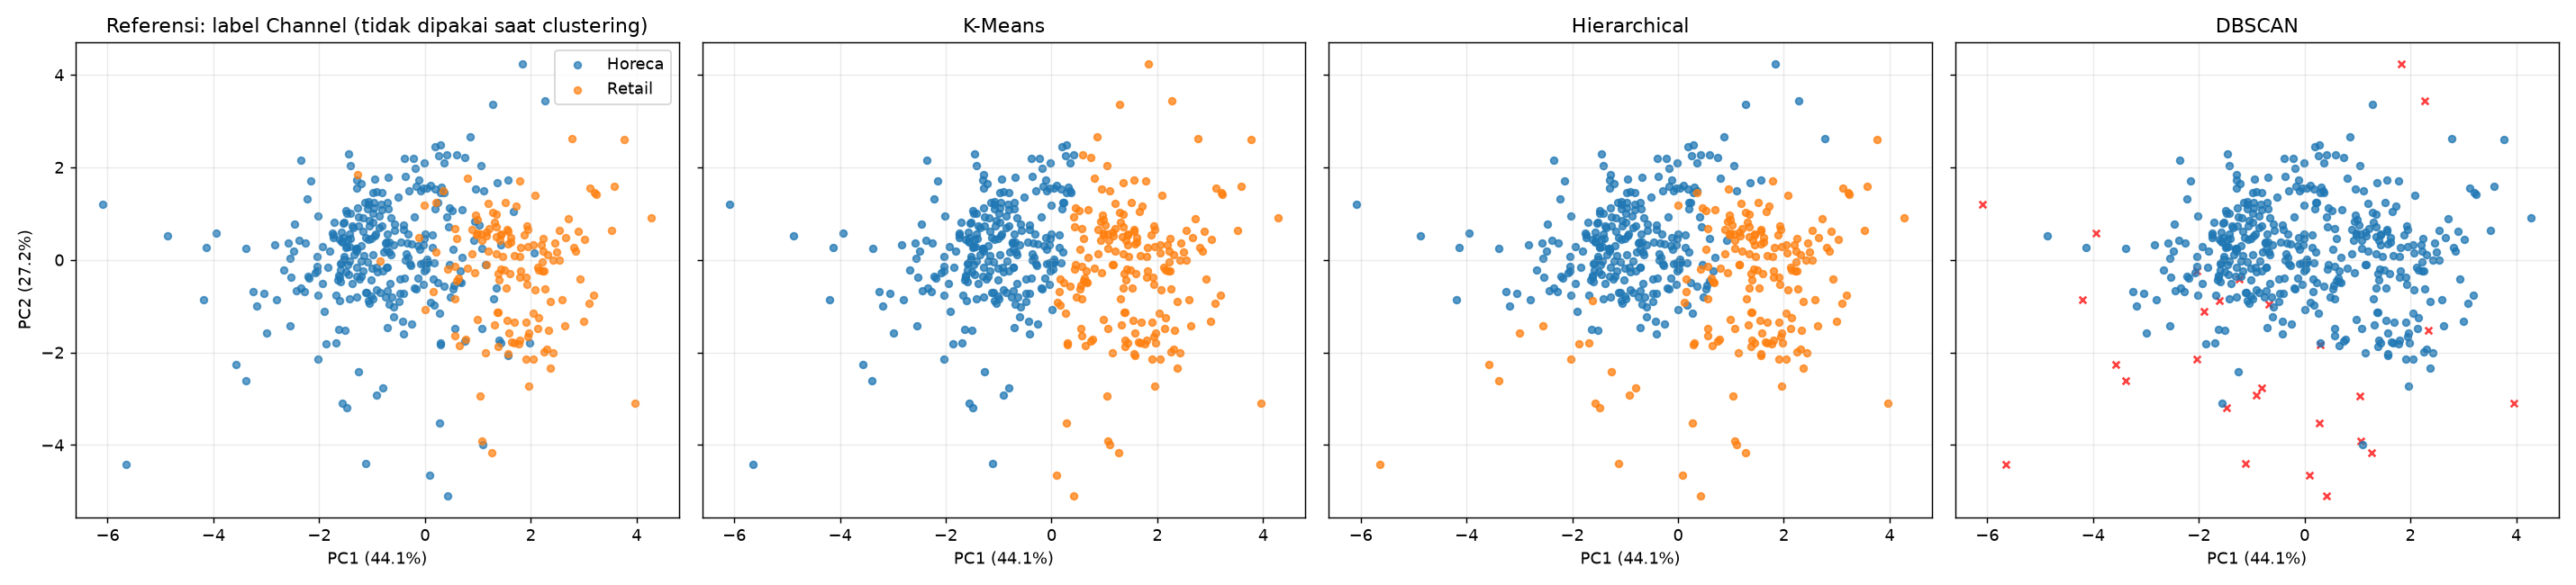 Referensi: label Channel (tidak dipakai saat clustering)
Horeca
Retail
4
2
0
−2
−4
PC2 (27.2%)
−6 −4 −2 0 2 4
PC1 (44.1%)
K-Means
−6 −4 −2 0 2 4
PC1 (44.1%)
Hierarchical
−6 −4 −2 0 2 4
PC1 (44.1%)
DBSCAN
−6 −4 −2 0 2 4
PC1 (44.1%)